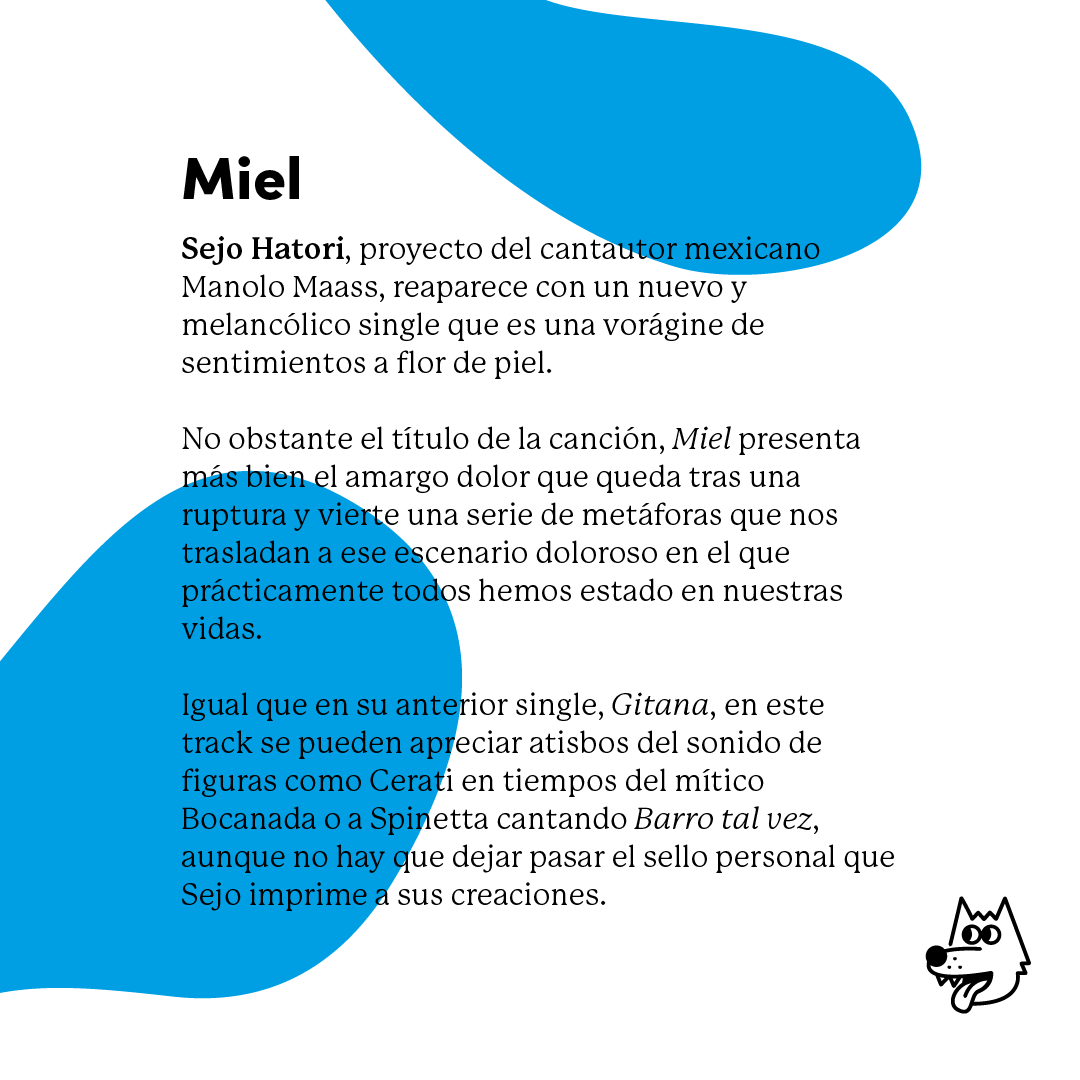 Miel
Sejo Hatori, proyecto del cantautor mexicano
Manolo Maass, reaparece con un nuevo y
melancólico single que es una vorágine de
sentimientos a flor de piel.
No obstante el título de la canción, Miel presenta
más bien el amargo dolor que queda tras una
ruptura y vierte una serie de metáforas que nos
trasladan a ese escenario doloroso en el que
prácticamente todos hemos estado en nuestras
vidas.
Igual que en su anterior single, Gitana, en este
track se pueden apreciar atisbos del sonido de
figuras como Cerati en tiempos del mítico
Bocanada o a Spinetta cantando Barro tal vez,
aunque no hay que dejar pasar el sello personal que
Sejo imprime a sus creaciones.